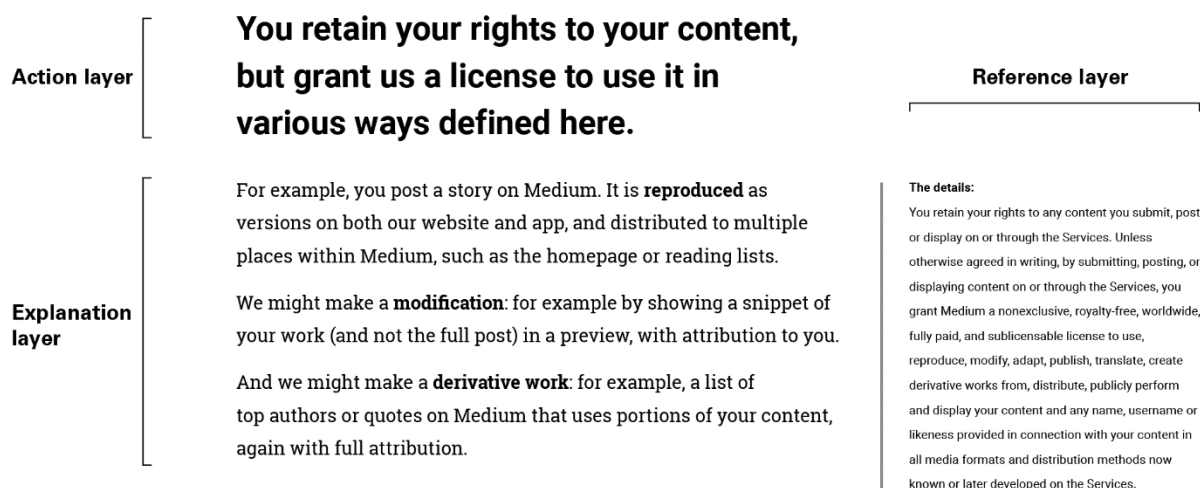 Action layer
You retain your rights to your content,
but grant us a license to use it in
various ways defined here.
Reference layer
Explanation
layer
For example, you post a story on Medium. It is reproduced as
versions on both our website and app, and distributed to multiple
places within Medium, such as the homepage or reading lists.
We might make a modification: for example by showing a snippet of
your work (and not the full post) in a preview, with attribution to you.
And we might make a derivative work: for example, a list of
top authors or quotes on Medium that uses portions of your content,
again with full attribution.
The details:
You retain your rights to any content you submit, post
or display on or through the Services. Unless
otherwise agreed in writing, by submitting, posting, or
displaying content on or through the Services, you
grant Medium a nonexclusive, royalty-free, worldwide,
fully paid, and sublicensable license to use,
reproduce, modify, adapt, publish, translate, create
derivative works from, distribute, publicly perform
and display your content and any name, username or
likeness provided in connection with your content in
all media formats and distribution methods now
known or later developed on the Services.